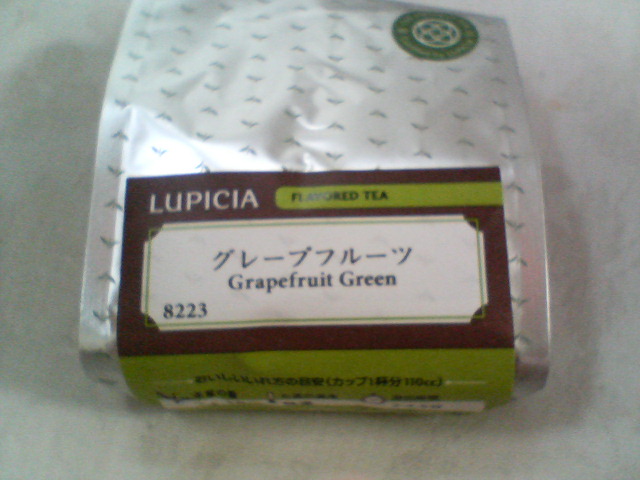 LUPICIA
FLAVORED TEA
グレープフルーツ
Grapefruit Green
8223
おいしいいれ方の目安(カップ1杯分150cc)